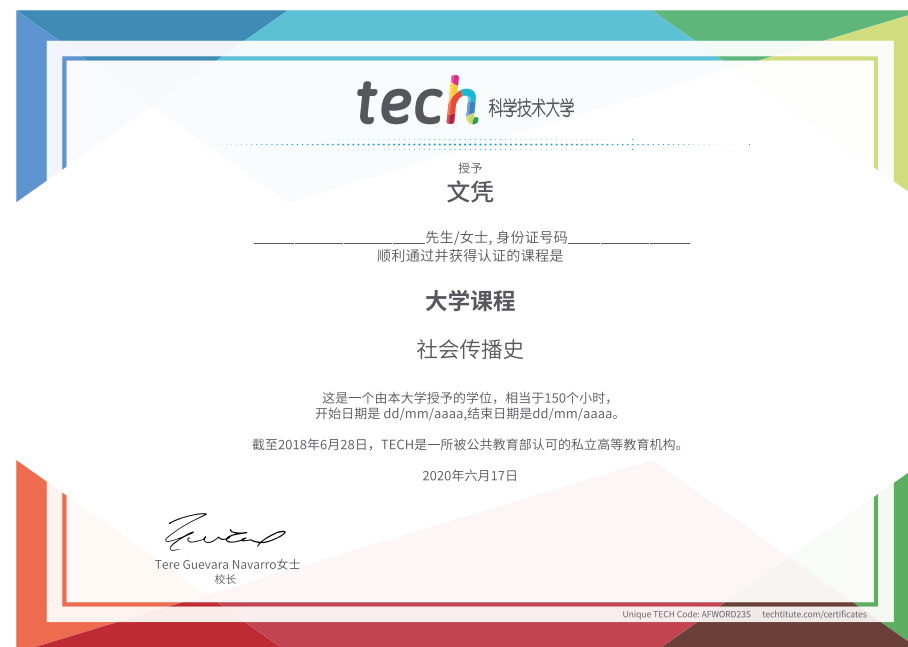 tech 科学技术大学
授予
文凭
先生/女士, 身份证号码
顺利通过并获得认证的课程是
大学课程
社会传播史
这是一个由本大学授予的学位，相当于150个小时，
开始日期是 dd/mm/aaaa,结束日期是dd/mm/aaaa。
截至2018年6月28日，TECH是一所被公共教育部认可的私立高等教育机构。
2020年六月17日
Tere Guevara Navarro女士
校长
Unique TECH Code: AFWORD23S techtitute.com/certificates